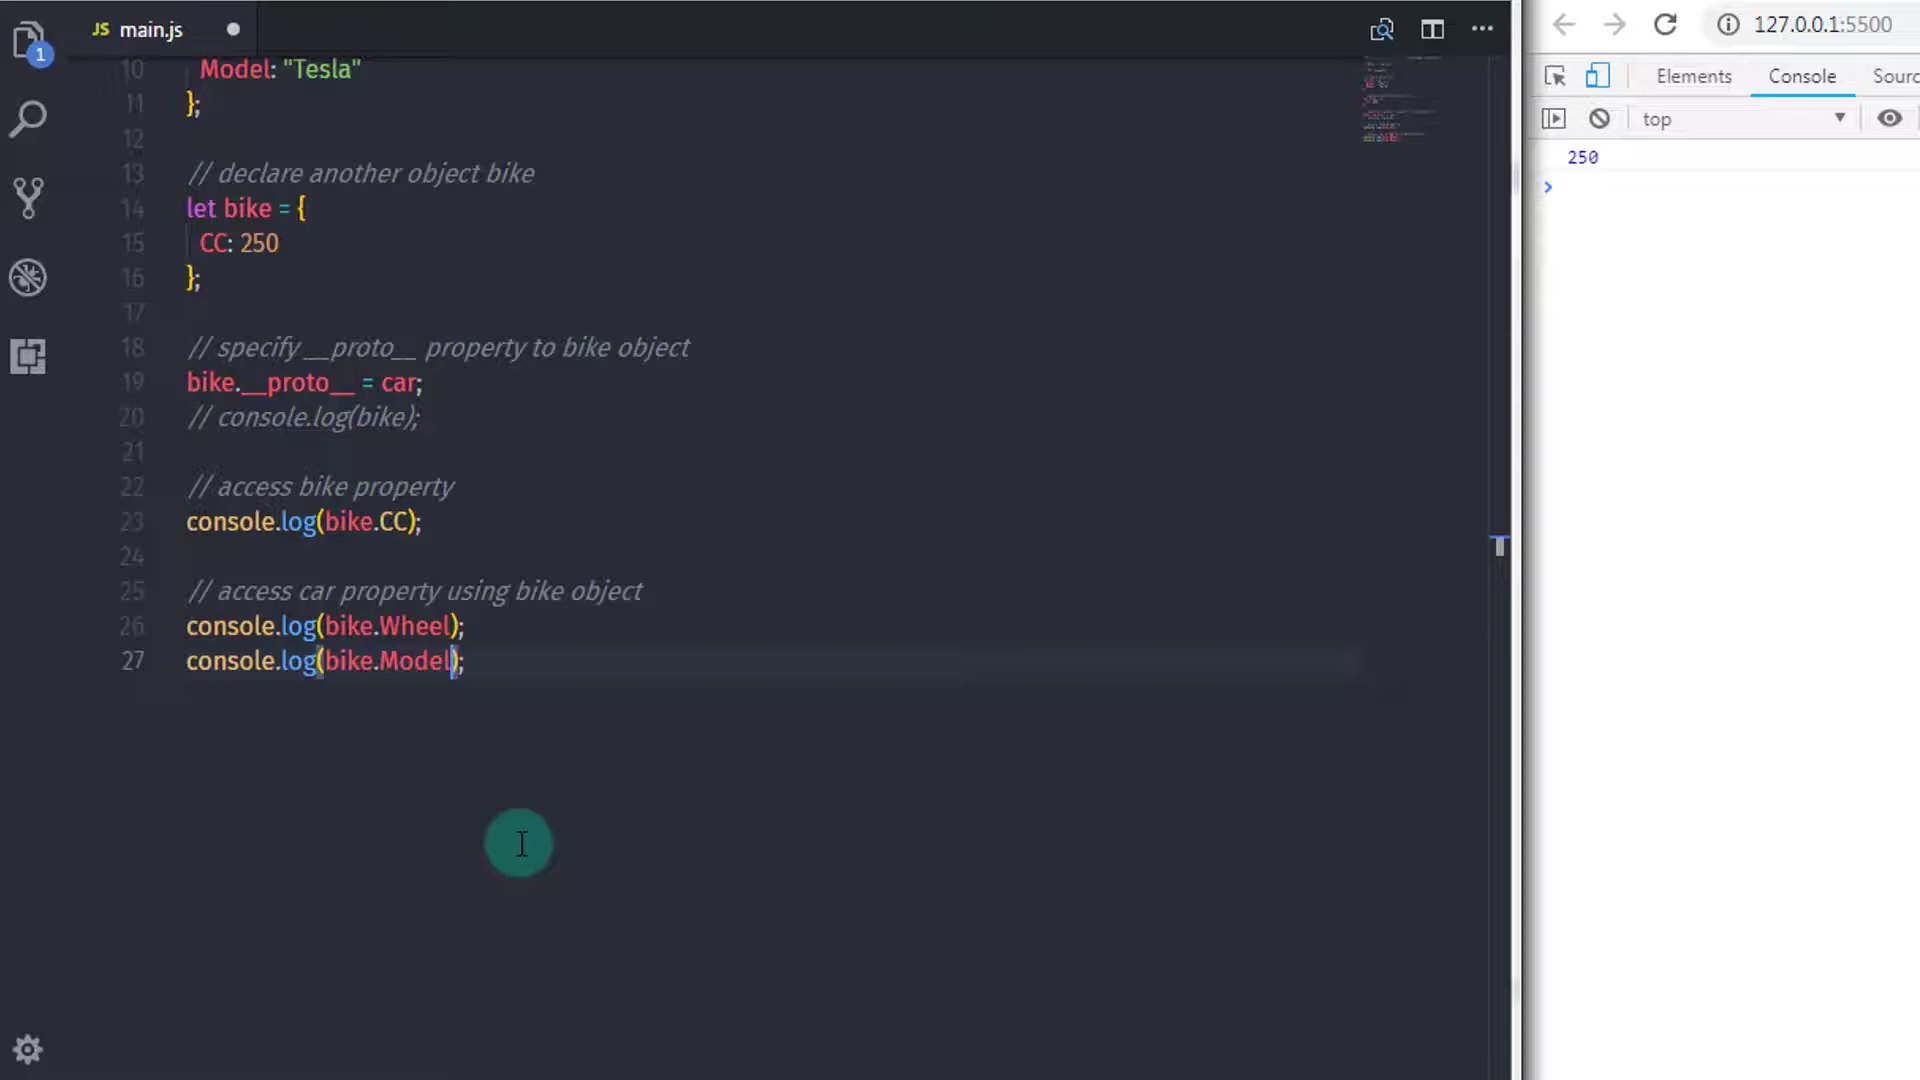 JS main.js
10 Model: "Tesla"
11 };
12
13 // declare another object bike
14 let bike = {
15 CC: 250
16 };
17
18 // specify __proto__ property to bike object
19 bike.__proto__ = car;
20 // console.log(bike);
21
22 // access bike property
23 console.log(bike.CC);
24
25 // access car property using bike object
26 console.log(bike.Wheel);
27 console.log(bike.Model);
1
127.0.0.1:5500
Elements Console Sourc
top
250